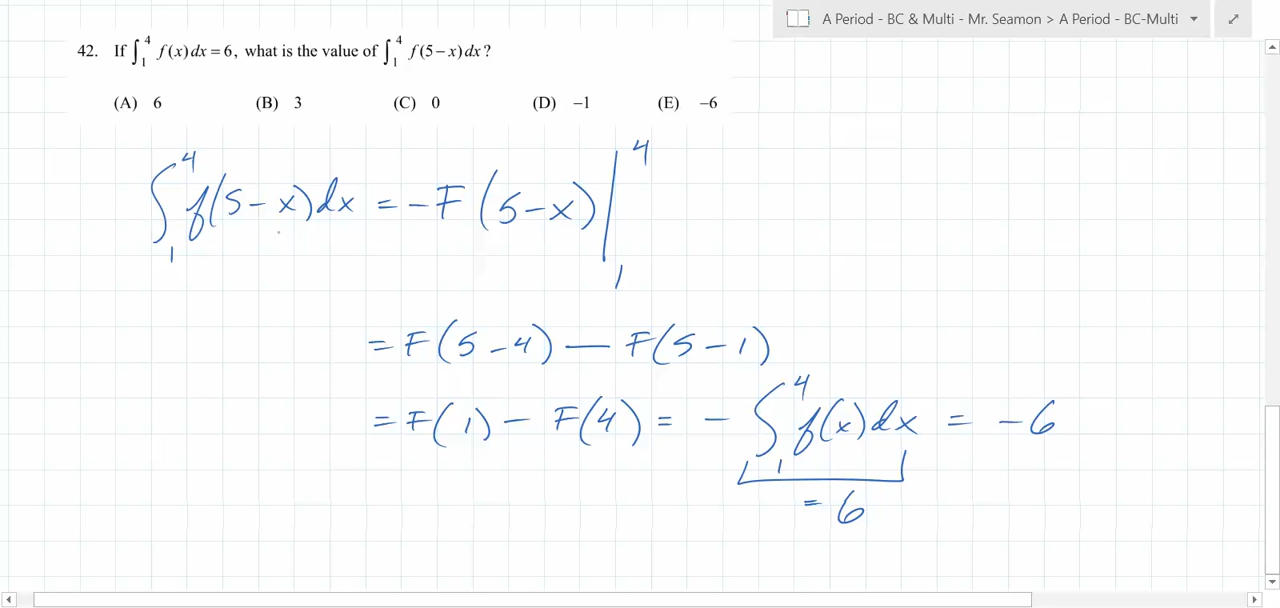 A Period - BC & Multi - Mr. Seamon > A Period - BC-Multi
42. If ∫₁⁴ f(x)dx = 6, what is the value of ∫₁⁴ f(5−x)dx?
(A) 6 (B) 3 (C) 0 (D) −1 (E) −6
∫₁⁴ f(5-x)dx = -F(5-x)|₁⁴
= F(5-4) — F(5-1)
= F(1) - F(4) = - ∫₁⁴ f(x)dx = -6
= 6